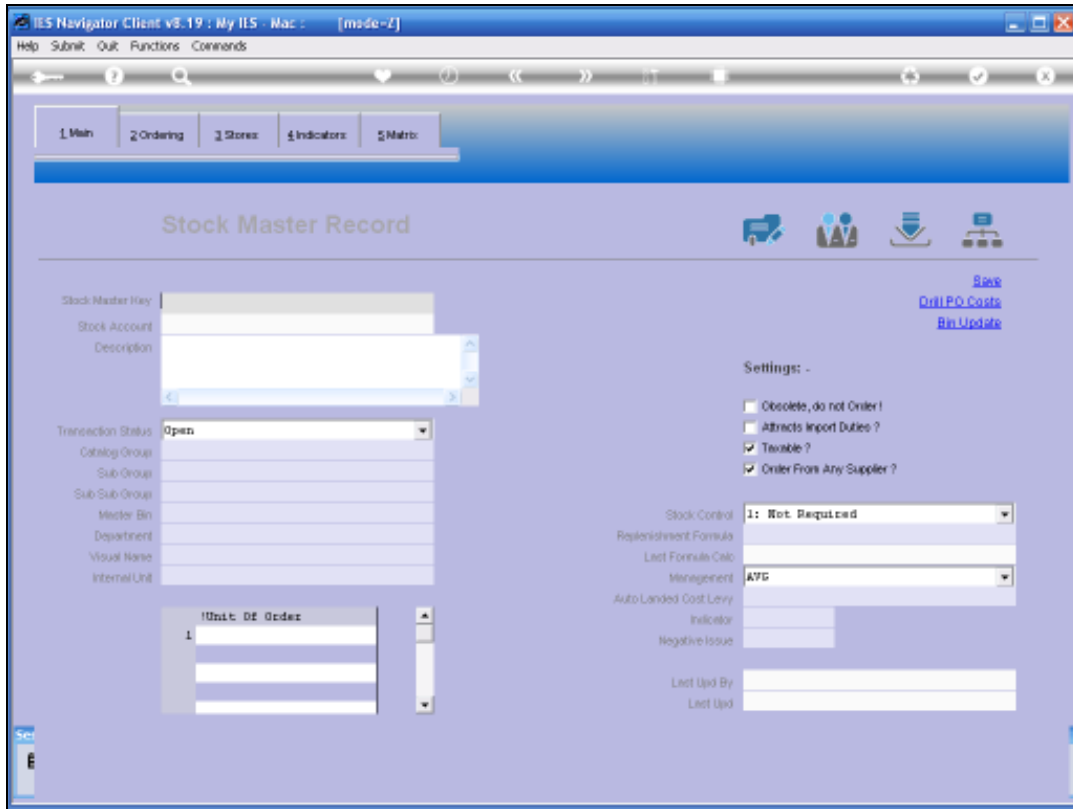 IES Navigator Client v8.19 : My IES - Mac : [mode=Z]
Help Submit Quit Functions Commands
1 Main 2 Ordering 3 Stores 4 Indicators 5 Matrix
Stock Master Record
Save
Drill PO Costs
Bin Update
Stock Master Key
Stock Account
Description
Settings: -
Obsolete, do not Order !
Attracts Import Duties ?
Taxable ?
Order From Any Supplier ?
Transaction Status Open
Catalog Group
Sub Group
Sub Sub Group
Master Bin
Department
Visual Name
Internal Unit
Stock Control 1: Not Required
Replenishment Formula
Last Formula Calc
Management AVG
Auto Landed Cost Levy
Indicator
Negative Issue
!Unit Of Order
1
Last Upd By
Last Upd